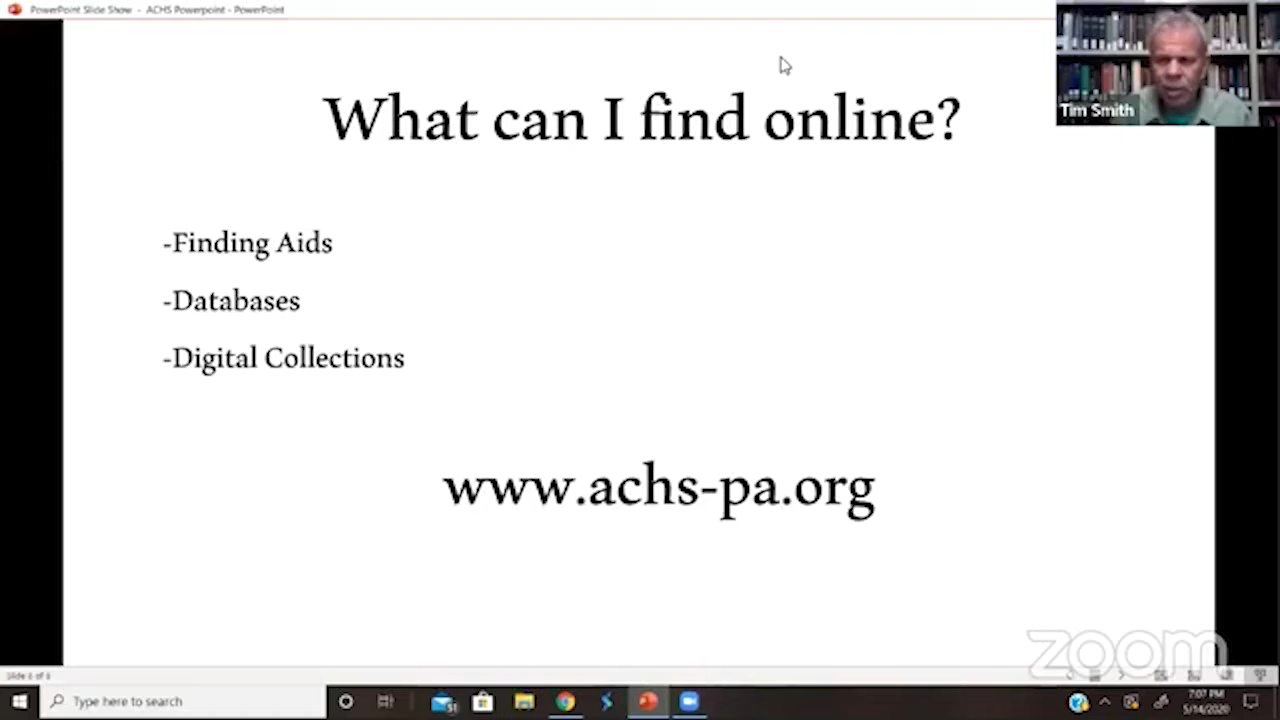 PowerPoint Slide Show - ACHS Powerpoint - PowerPoint
What can I find online?
Tim Smith
-Finding Aids
-Databases
-Digital Collections
www.achs-pa.org
zoom
Type here to search
51
7:07 PM
5/14/2020